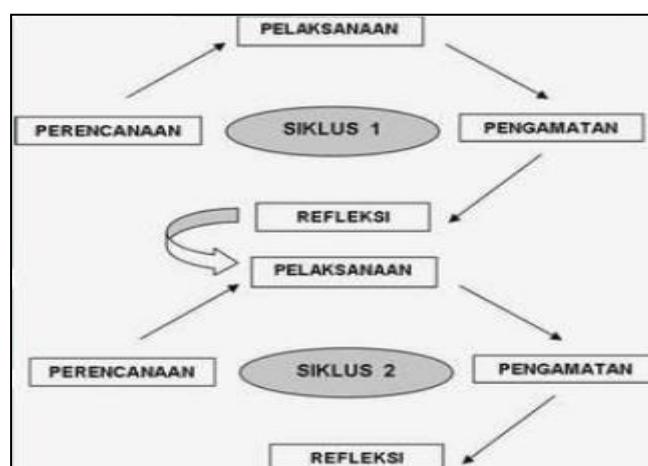 PELAKSANAAN
PERENCANAAN
SIKLUS 1
PENGAMATAN
REFLEKSI
PELAKSANAAN
PERENCANAAN
SIKLUS 2
PENGAMATAN
REFLEKSI